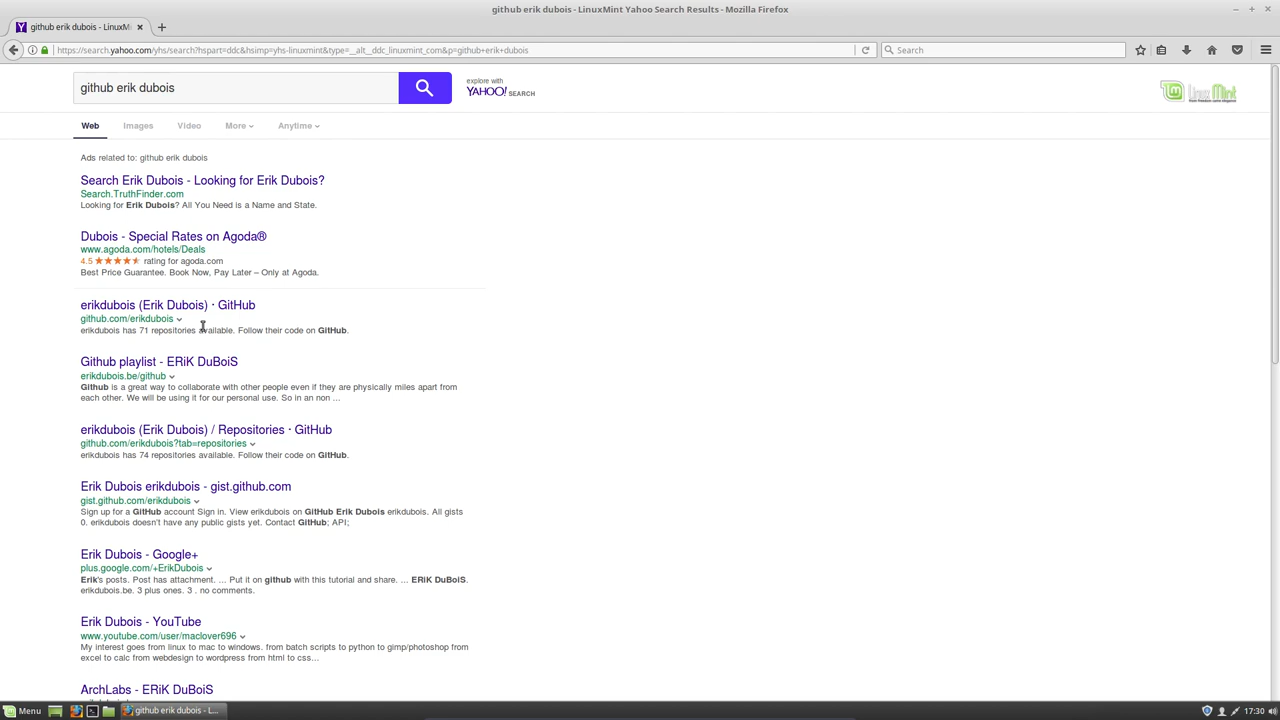 github erik dubois - LinuxMint Yahoo Search Results - Mozilla Firefox
github erik dubois - LinuxM
https://search.yahoo.com/yhs/search?hspart=ddc&hsimp=yhs-linuxmint&type=__alt__ddc_linuxmint_com&p=github+erik+dubois
Search
github erik dubois
explore with
YAHOO! SEARCH
Linux Mint
Web Images Video More Anytime
Ads related to: github erik dubois
Search Erik Dubois - Looking for Erik Dubois?
Search.TruthFinder.com
Looking for Erik Dubois? All You Need is a Name and State.
Dubois - Special Rates on Agoda®
www.agoda.com/hotels/Deals
4.5 ★★★★★ rating for agoda.com
Best Price Guarantee. Book Now, Pay Later – Only at Agoda.
erikdubois (Erik Dubois) · GitHub
github.com/erikdubois
erikdubois has 71 repositories available. Follow their code on GitHub.
Github playlist - ERiK DuBoiS
erikdubois.be/github
Github is a great way to collaborate with other people even if they are physically miles apart from
each other. We will be using it for our personal use. So in an non ...
erikdubois (Erik Dubois) / Repositories · GitHub
github.com/erikdubois?tab=repositories
erikdubois has 74 repositories available. Follow their code on GitHub.
Erik Dubois erikdubois - gist.github.com
gist.github.com/erikdubois
Sign up for a GitHub account Sign in. View erikdubois on GitHub Erik Dubois erikdubois. All gists
0. erikdubois doesn't have any public gists yet. Contact GitHub; API;
Erik Dubois - Google+
plus.google.com/+ErikDubois
Erik's posts. Post has attachment. ... Put it on github with this tutorial and share. ... ERiK DuBoiS.
erikdubois.be. 3 plus ones. 3 . no comments.
Erik Dubois - YouTube
www.youtube.com/user/maclover696
My interest goes from linux to mac to windows. from batch scripts to python to gimp/photoshop from
excel to calc from webdesign to wordpress from html to css...
ArchLabs - ERiK DuBoiS
Menu
github erik dubois - L...
17:30